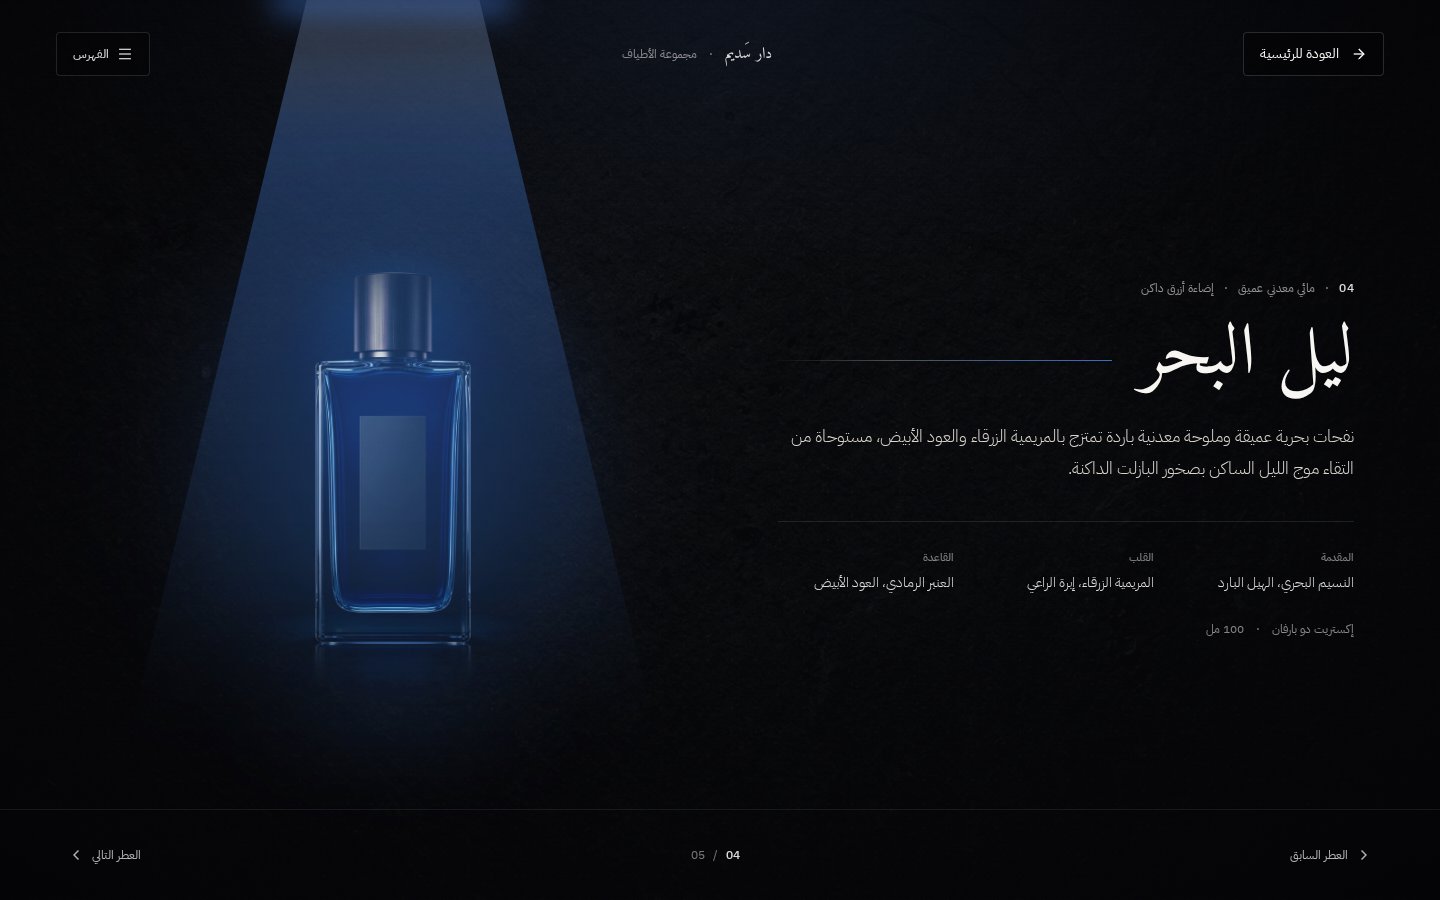 العودة للرئيسية
دار سَديم · مجموعة الأطياف
الفهرس
04 · مائي معدني عميق · إضاءة أزرق داكن
ليل البحر
نفحات بحرية عميقة وملوحة معدنية باردة تمتزج بالمريمية الزرقاء والعود الأبيض، مستوحاة من
التقاء موج الليل الساكن بصخور البازلت الداكنة.
المقدمة
النسيم البحري، الهيل البارد
القلب
المريمية الزرقاء، إبرة الراعي
القاعدة
العنبر الرمادي، العود الأبيض
إكستريت دو بارفان · 100 مل
العطر السابق
04 / 05
العطر التالي